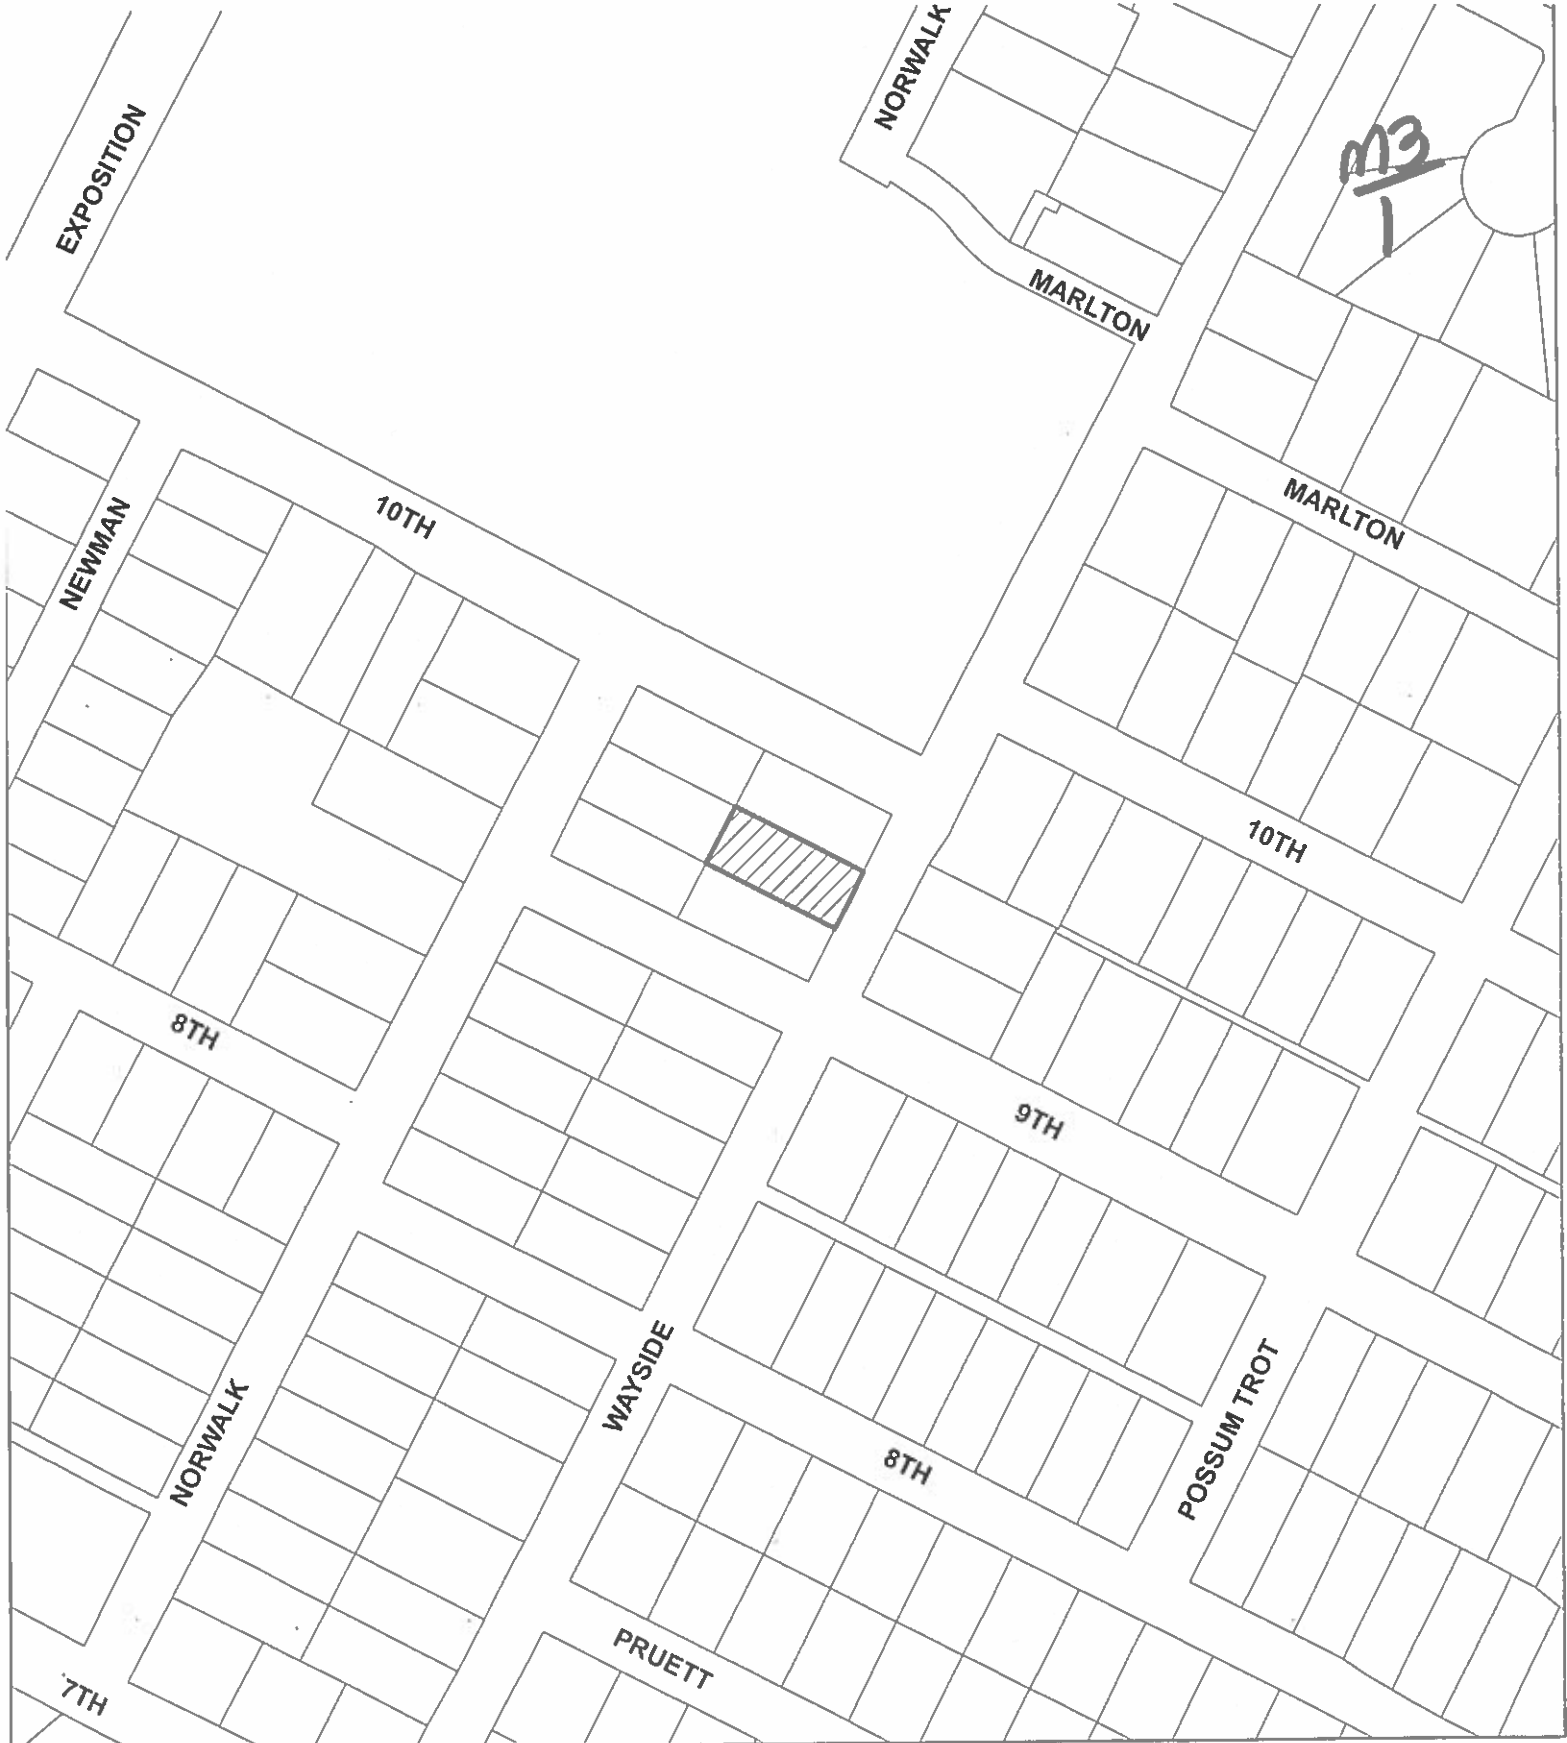 NORWALK
EXPOSITION
m3
1
MARLTON
MARLTON
10TH
NEWMAN
10TH
8TH
9TH
WAYSIDE
POSSUM TROT
NORWALK
8TH
PRUETT
7TH